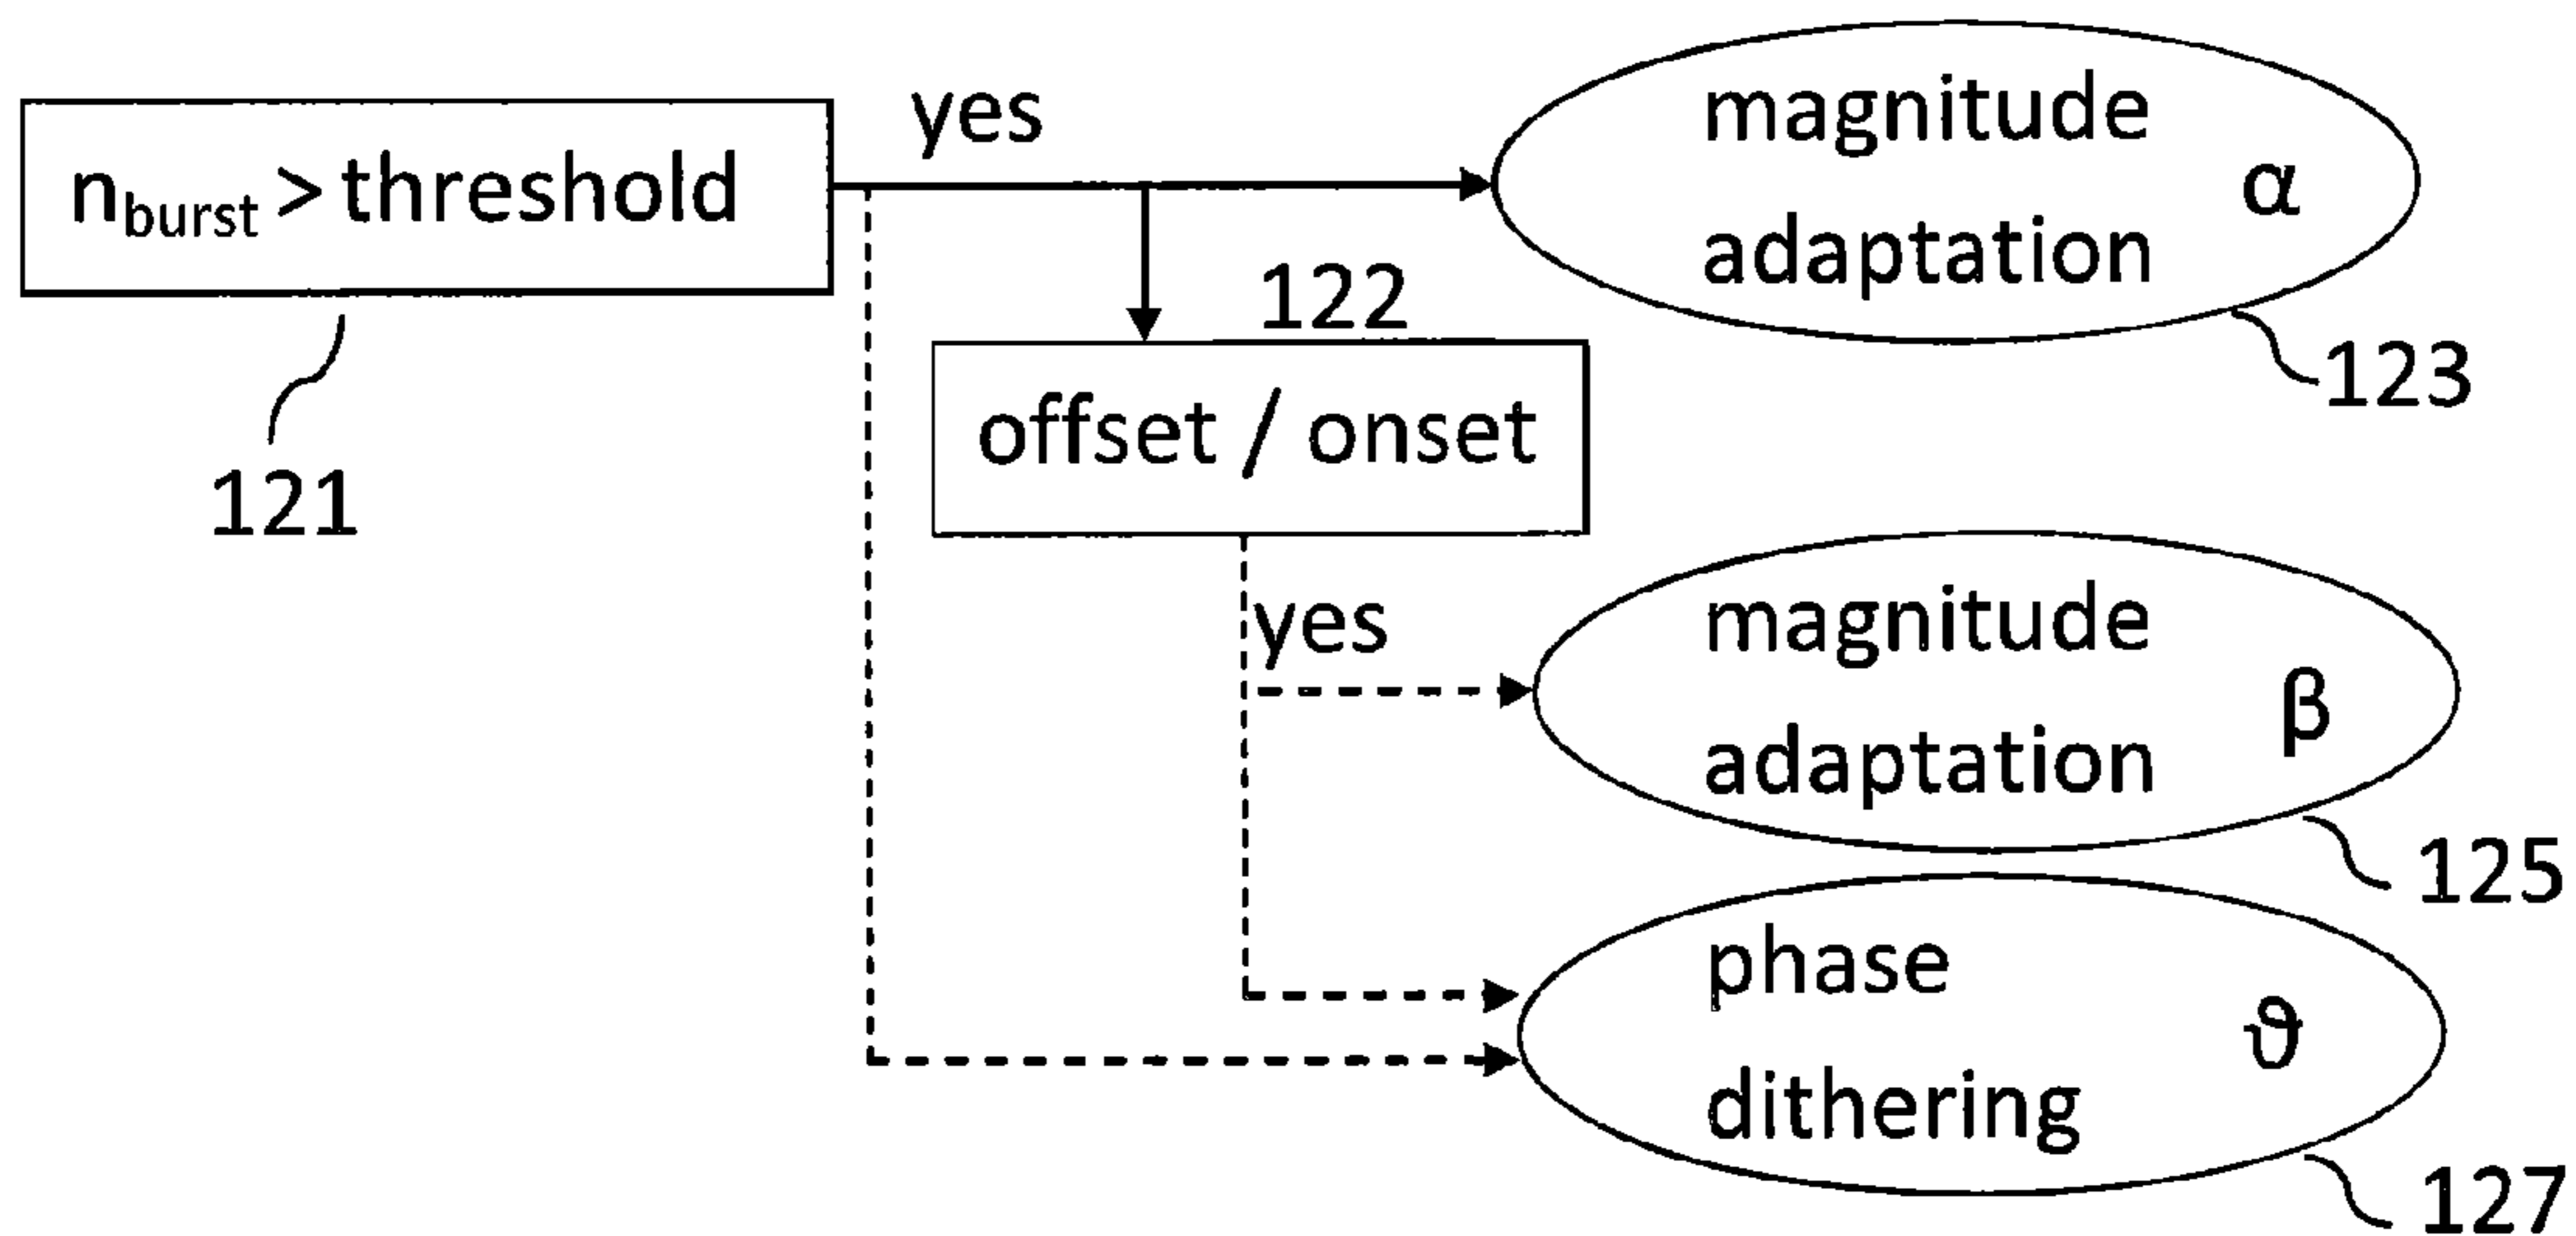 n_burst > threshold
yes
magnitude
adaptation
α
123
121
122
offset / onset
yes
magnitude
adaptation
β
125
phase
dithering
ϑ
127